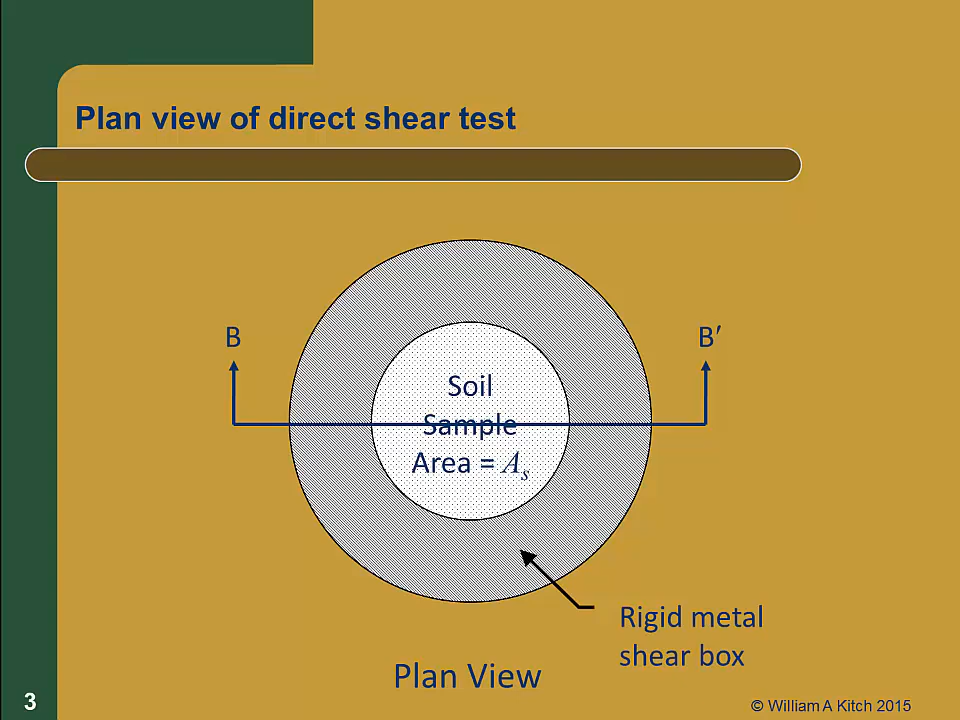 Plan view of direct shear test
B
B′
Soil
Sample
Area = Aₛ
Rigid metal
shear box
Plan View
3
© William A Kitch 2015